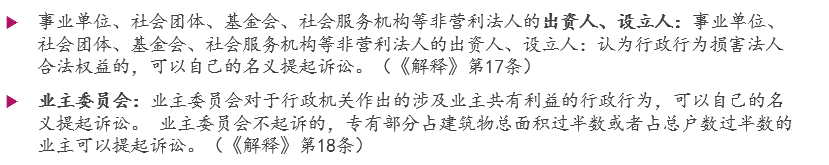 ▶ 事业单位、社会团体、基金会、社会服务机构等非营利法人的出资人、设立人：事业单位、
社会团体、基金会、社会服务机构等非营利法人的出资人、设立人：认为行政行为损害法人
合法权益的，可以自己的名义提起诉讼。（《解释》第17条）
▶ 业主委员会：业主委员会对于行政机关作出的涉及业主共有利益的行政行为，可以自己的名
义提起诉讼。 业主委员会不起诉的，专有部分占建筑物总面积过半数或者占总户数过半数的
业主可以提起诉讼。（《解释》第18条）